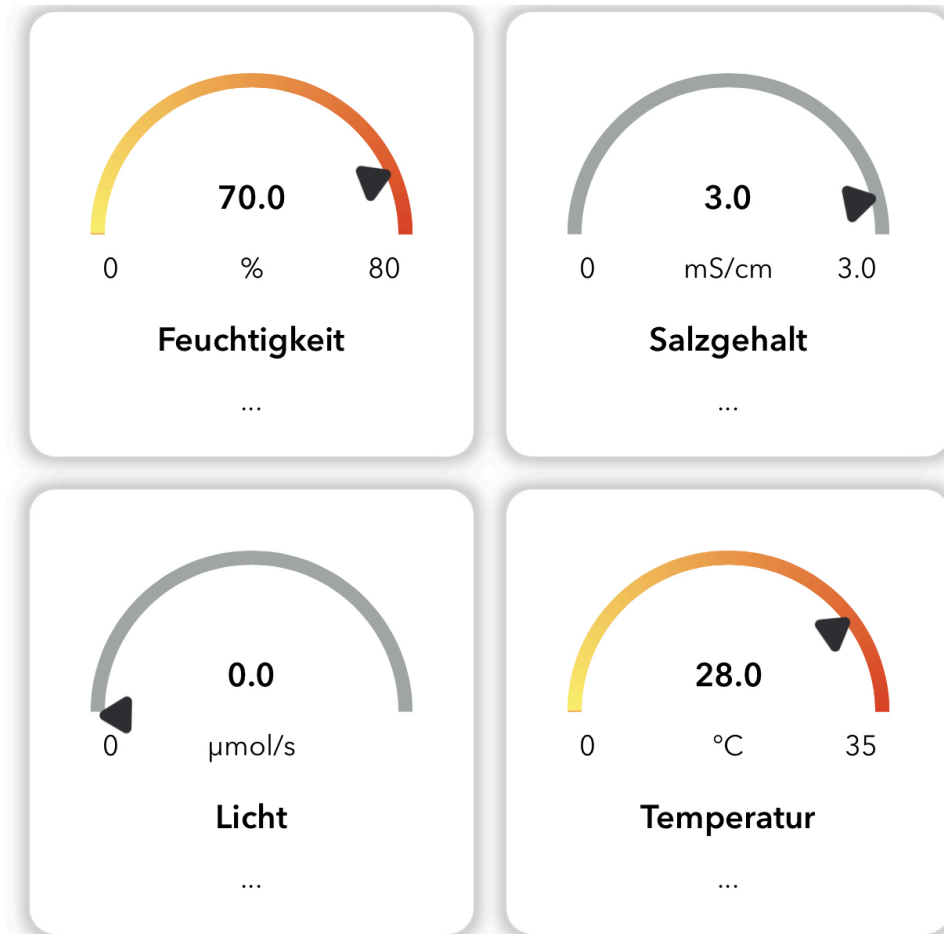 70.0
0 % 80
Feuchtigkeit
...
3.0
0 mS/cm 3.0
Salzgehalt
...
0.0
0 µmol/s
Licht
...
28.0
0 °C 35
Temperatur
...